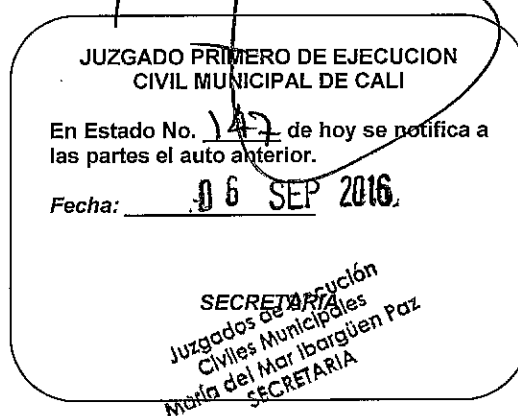 JUZGADO PRIMERO DE EJECUCION
CIVIL MUNICIPAL DE CALI
En Estado No. 147 de hoy se notifica a
las partes el auto anterior.
Fecha: 06 SEP 2016
SECRETARIA
Juzgados de Ejecución
Civiles Municipales
María del Mar Ibargüen Paz
SECRETARIA